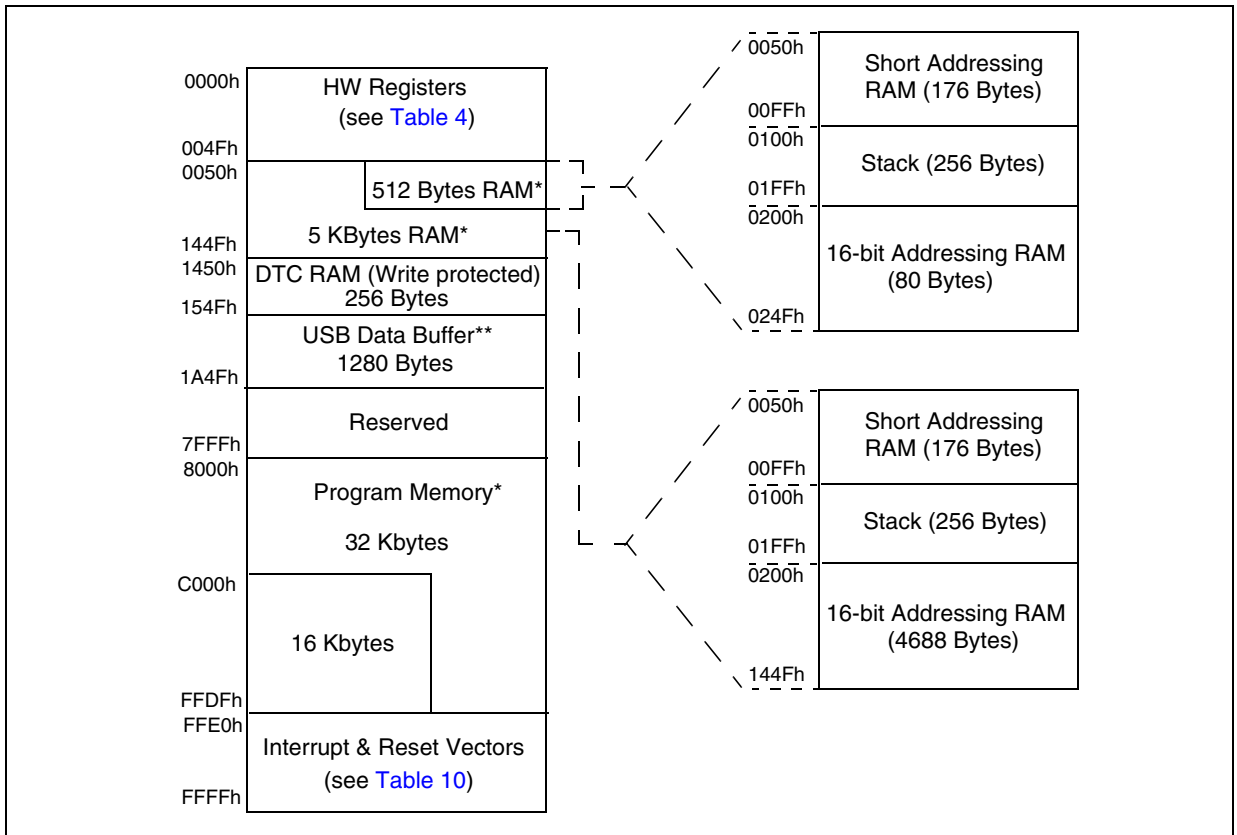 0000h
HW Registers
(see Table 4)
004Fh
0050h
512 Bytes RAM*
5 KBytes RAM*
144Fh
1450h
DTC RAM (Write protected)
256 Bytes
154Fh
USB Data Buffer**
1280 Bytes
1A4Fh
Reserved
7FFFh
8000h
Program Memory*
32 Kbytes
C000h
16 Kbytes
FFDFh
FFE0h
Interrupt & Reset Vectors
(see Table 10)
FFFFh
0050h
Short Addressing
RAM (176 Bytes)
00FFh
0100h
Stack (256 Bytes)
01FFh
0200h
16-bit Addressing RAM
(80 Bytes)
024Fh
0050h
Short Addressing
RAM (176 Bytes)
00FFh
0100h
Stack (256 Bytes)
01FFh
0200h
16-bit Addressing RAM
(4688 Bytes)
144Fh